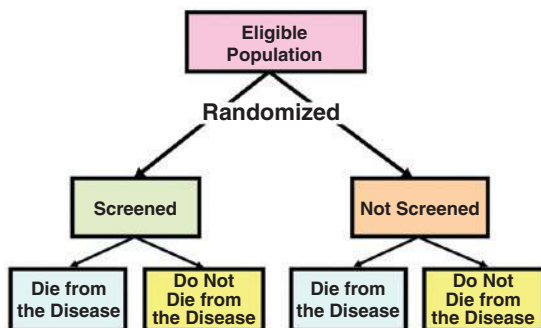 Eligible
Population
Randomized
Screened
Not Screened
Die from
the Disease
Do Not
Die from
the Disease
Die from
the Disease
Do Not
Die from
the Disease